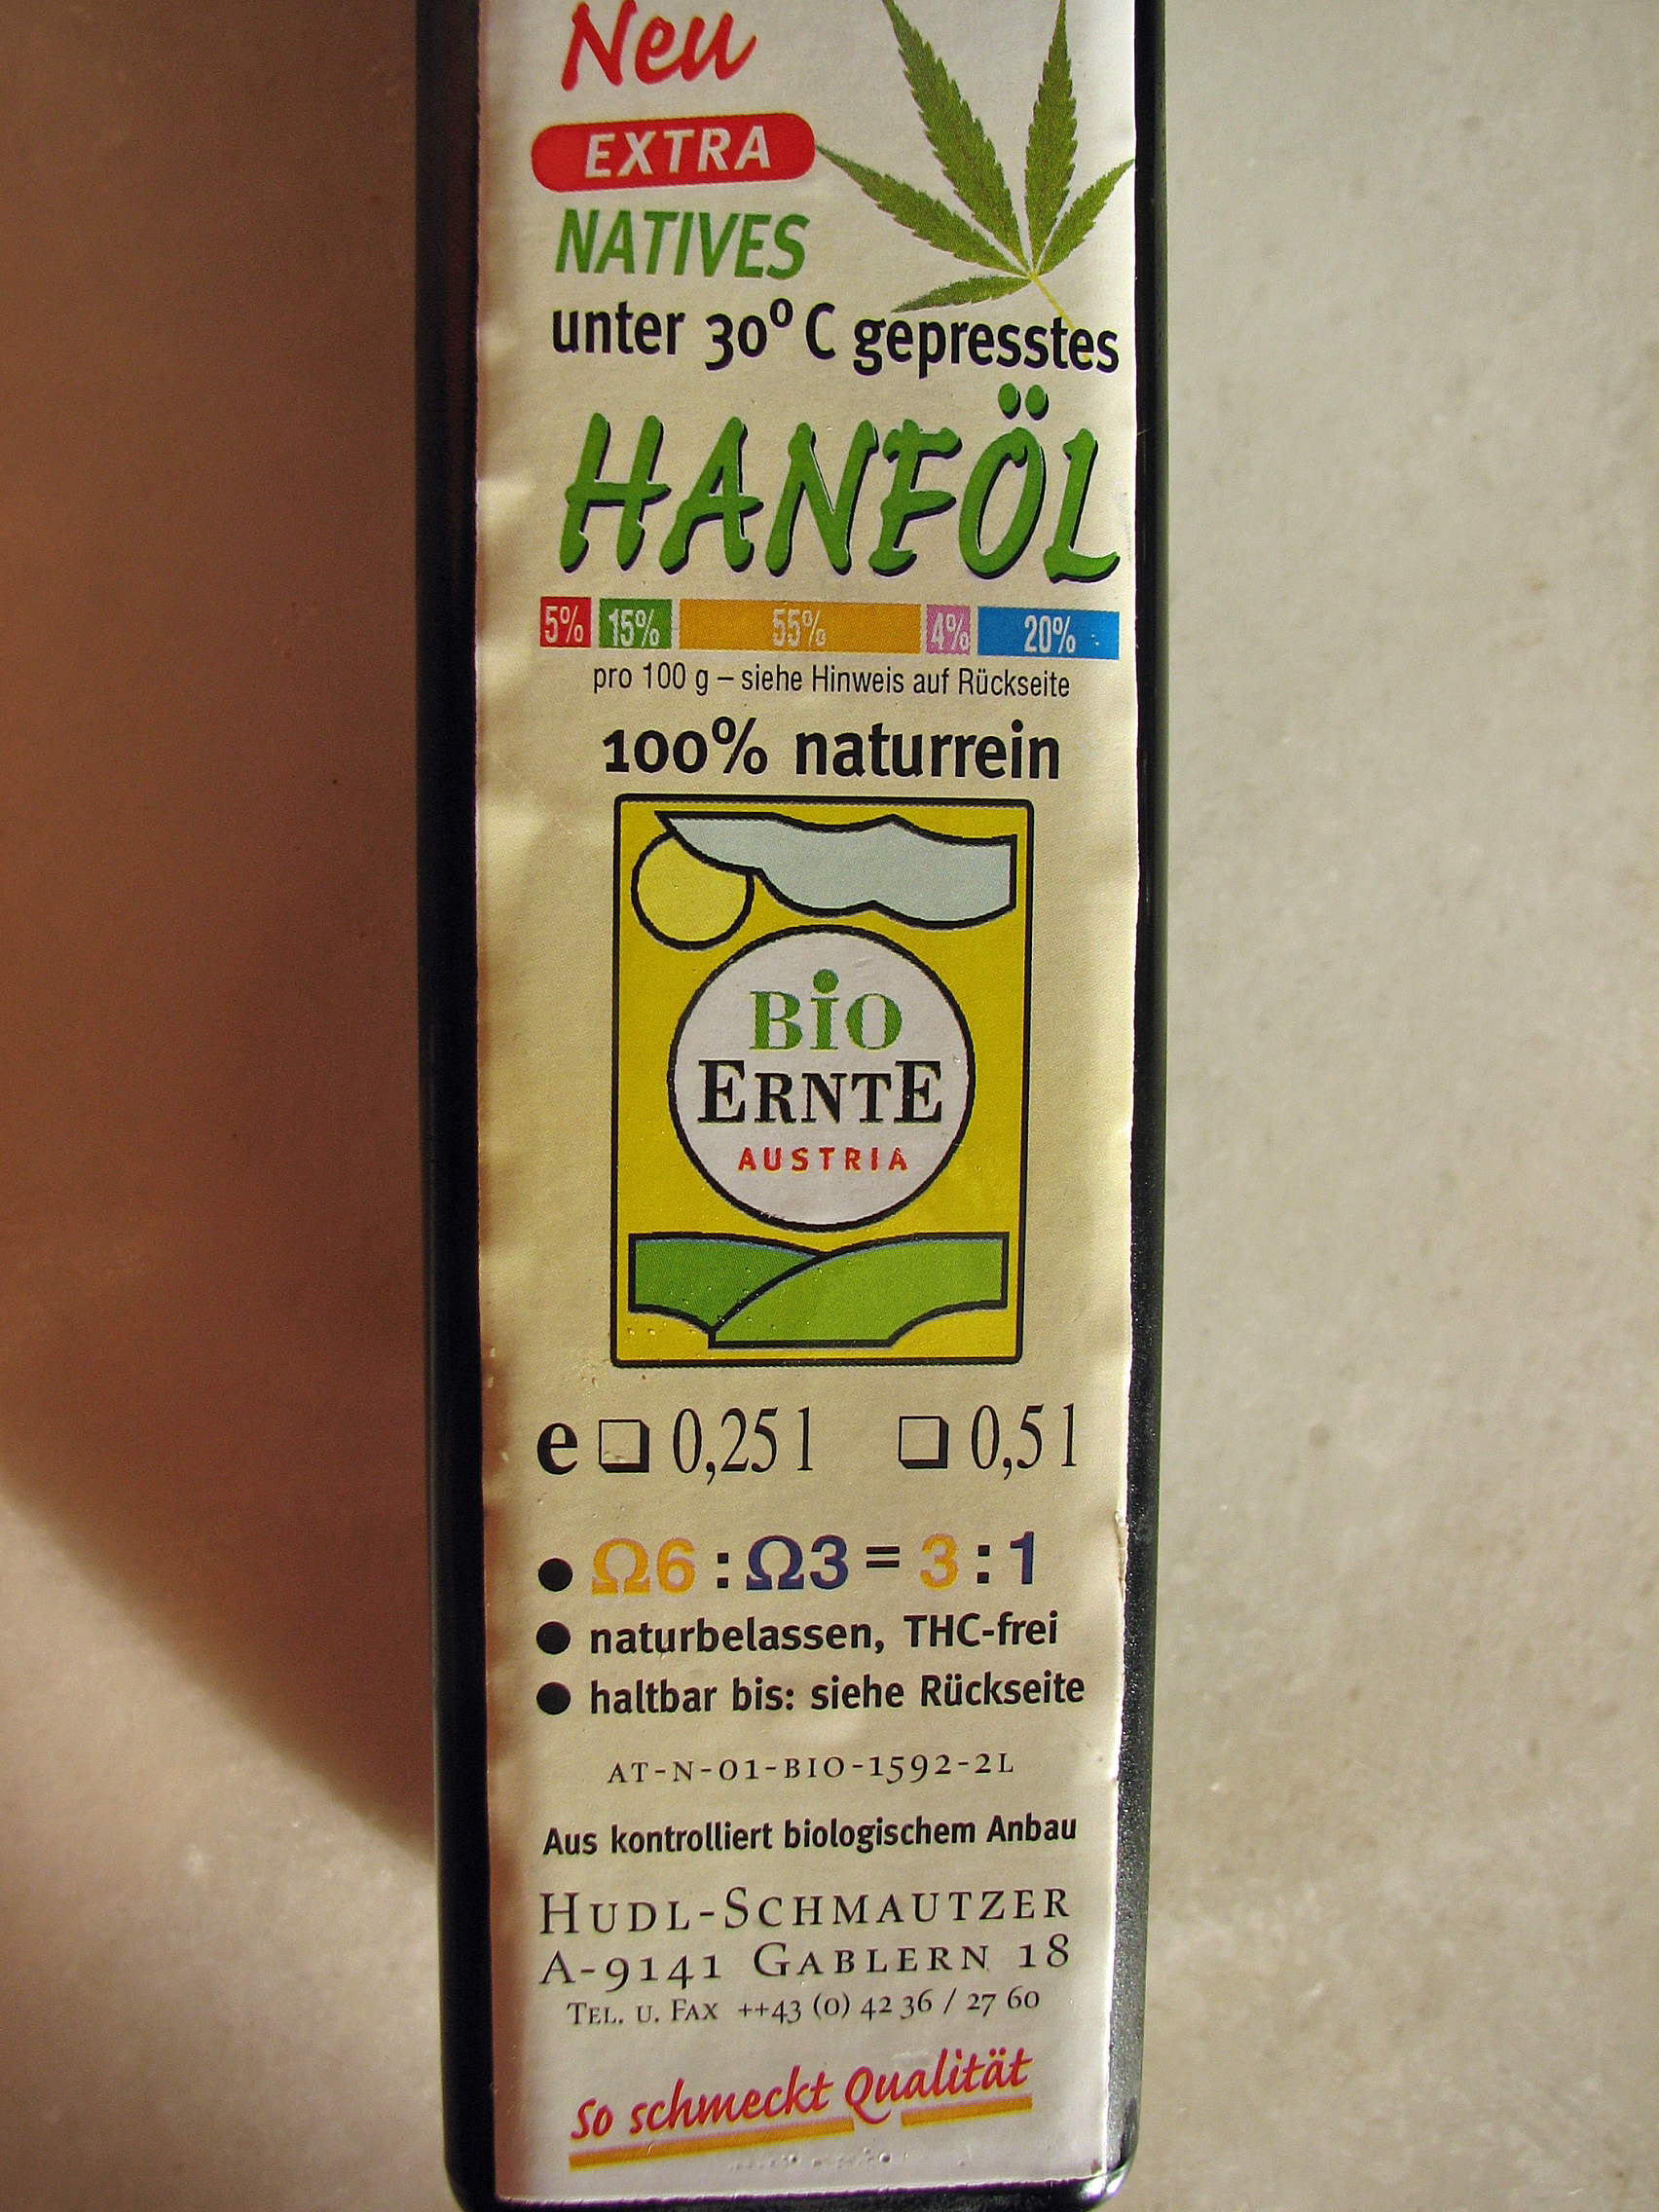 Neu
EXTRA
NATIVES
unter 30° C gepresstes
HANFÖL
5% 15% 55% 4% 20%
pro 100 g – siehe Hinweis auf Rückseite
100% naturrein
BiO
ERNTE
AUSTRIA
e ❏ 0,25 l ❏ 0,5 l
● Ω6 : Ω3 = 3 : 1
● naturbelassen, THC-frei
● haltbar bis: siehe Rückseite
AT-N-01-BIO-1592-2L
Aus kontrolliert biologischem Anbau
HUDL-SCHMAUTZER
A-9141 GABLERN 18
TEL. U. FAX ++43 (0) 42 36 / 27 60
So schmeckt Qualität